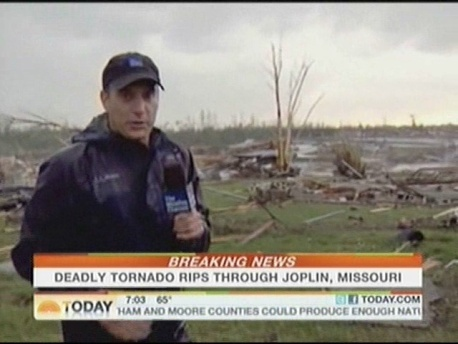 BREAKING NEWS
DEADLY TORNADO RIPS THROUGH JOPLIN, MISSOURI
TODAY 7:03 65° TODAY.COM
HAM AND MOORE COUNTIES COULD PRODUCE ENOUGH NATU